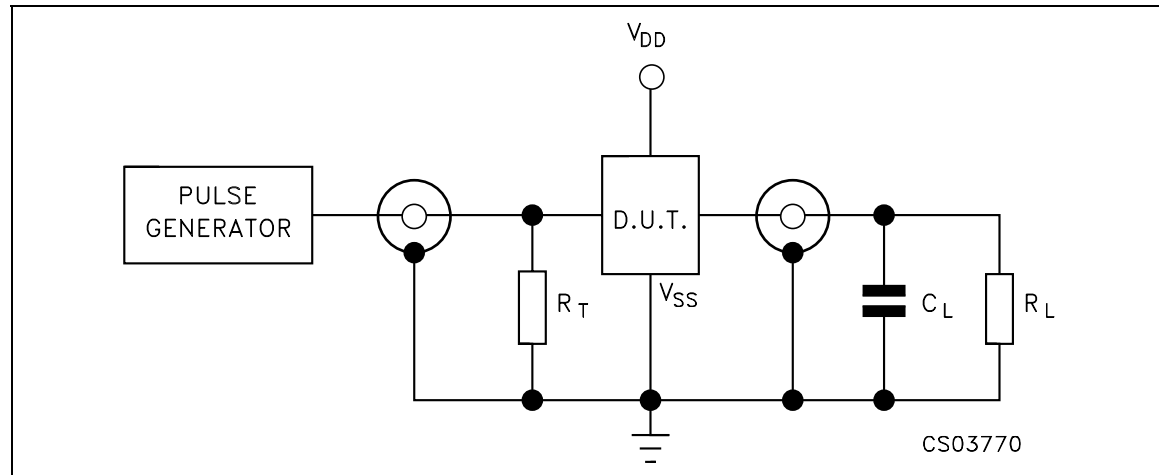 VDD
PULSE
GENERATOR
D.U.T.
VSS
RT
CL
RL
CS03770